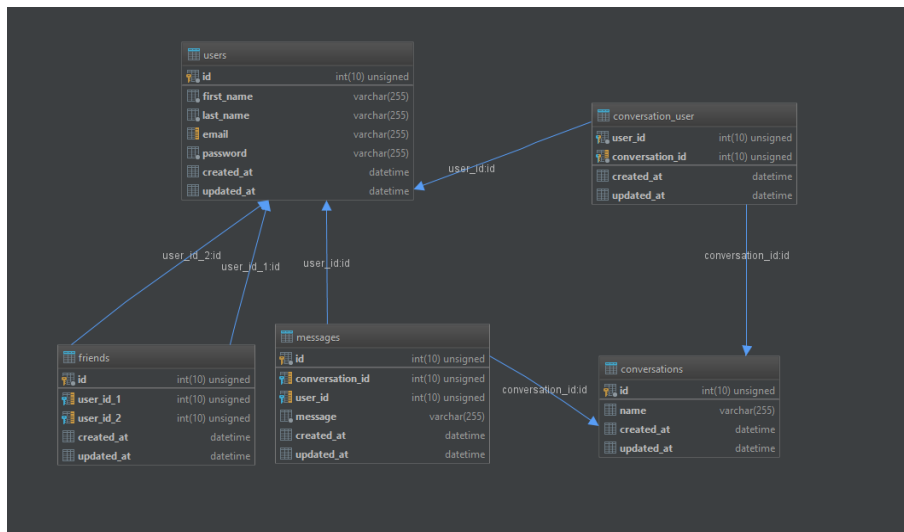 users
id int(10) unsigned
first_name varchar(255)
last_name varchar(255)
email varchar(255)
password varchar(255)
created_at datetime
updated_at datetime
conversation_user
user_id int(10) unsigned
conversation_id int(10) unsigned
created_at datetime
updated_at datetime
user_id:id
user_id_2:id
user_id_1:id
user_id:id
conversation_id:id
friends
id int(10) unsigned
user_id_1 int(10) unsigned
user_id_2 int(10) unsigned
created_at datetime
updated_at datetime
messages
id int(10) unsigned
conversation_id int(10) unsigned
user_id int(10) unsigned
message varchar(255)
created_at datetime
updated_at datetime
conversation_id:id
conversations
id int(10) unsigned
name varchar(255)
created_at datetime
updated_at datetime